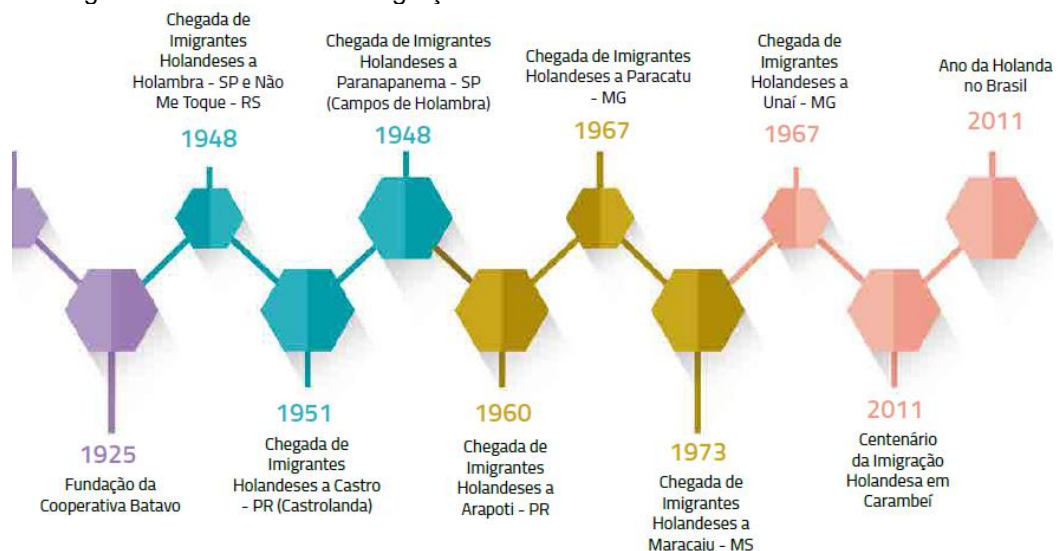 Chegada de
Imigrantes
Holandeses a
Holambra - SP e Não
Me Toque - RS
1948
Chegada de Imigrantes
Holandeses a
Paranapanema - SP
(Campos de Holambra)
1948
Chegada de Imigrantes
Holandeses a Paracatu
- MG
1967
Chegada de
Imigrantes
Holandeses a
Unaí - MG
1967
Ano da Holanda
no Brasil
2011
1925
Fundação da
Cooperativa Batavo
1951
Chegada de
Imigrantes
Holandeses a Castro
- PR (Castrolanda)
1960
Chegada de
Imigrantes
Holandeses a
Arapoti - PR
1973
Chegada de
Imigrantes
Holandeses a
Maracaju - MS
2011
Centenário
da Imigração
Holandesa em
Carambeí